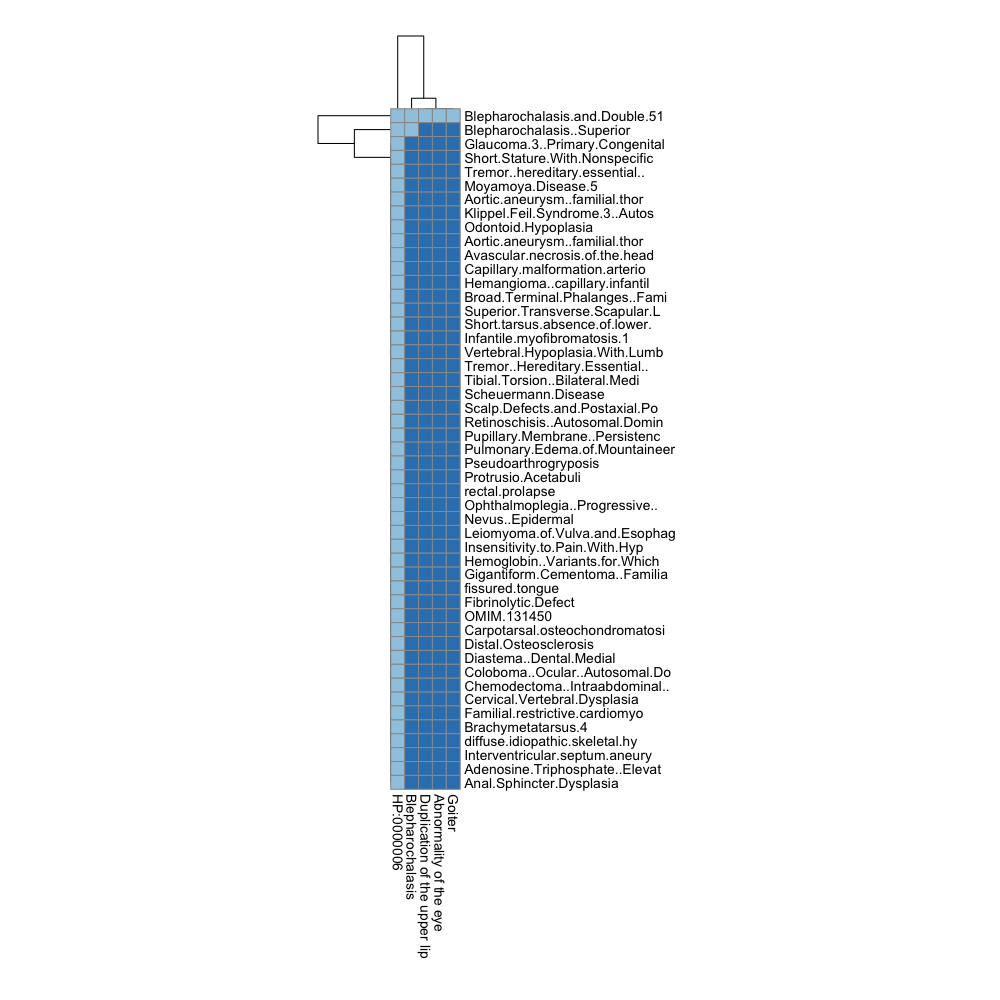 Blepharochalasis.and.Double.51
Blepharochalasis..Superior
Glaucoma.3..Primary.Congenital
Short.Stature.With.Nonspecific
Tremor..hereditary.essential..
Moyamoya.Disease.5
Aortic.aneurysm..familial.thor
Klippel.Feil.Syndrome.3..Autos
Odontoid.Hypoplasia
Aortic.aneurysm..familial.thor
Avascular.necrosis.of.the.head
Capillary.malformation.arterio
Hemangioma..capillary.infantil
Broad.Terminal.Phalanges..Fami
Superior.Transverse.Scapular.L
Short.tarsus.absence.of.lower.
Infantile.myofibromatosis.1
Vertebral.Hypoplasia.With.Lumb
Tremor..Hereditary.Essential..
Tibial.Torsion..Bilateral.Medi
Scheuermann.Disease
Scalp.Defects.and.Postaxial.Po
Retinoschisis..Autosomal.Domin
Pupillary.Membrane..Persistenc
Pulmonary.Edema.of.Mountaineer
Pseudoarthrogryposis
Protrusio.Acetabuli
rectal.prolapse
Ophthalmoplegia..Progressive..
Nevus..Epidermal
Leiomyoma.of.Vulva.and.Esophag
Insensitivity.to.Pain.With.Hyp
Hemoglobin..Variants.for.Which
Gigantiform.Cementoma..Familia
fissured.tongue
Fibrinolytic.Defect
OMIM.131450
Carpotarsal.osteochondromatosi
Distal.Osteosclerosis
Diastema..Dental.Medial
Coloboma..Ocular..Autosomal.Do
Chemodectoma..Intraabdominal..
Cervical.Vertebral.Dysplasia
Familial.restrictive.cardiomyo
Brachymetatarsus.4
diffuse.idiopathic.skeletal.hy
Interventricular.septum.aneury
Adenosine.Triphosphate..Elevat
Anal.Sphincter.Dysplasia
HP:0000006
Blepharochalasis
Duplication of the upper lip
Abnormality of the eye
Goiter